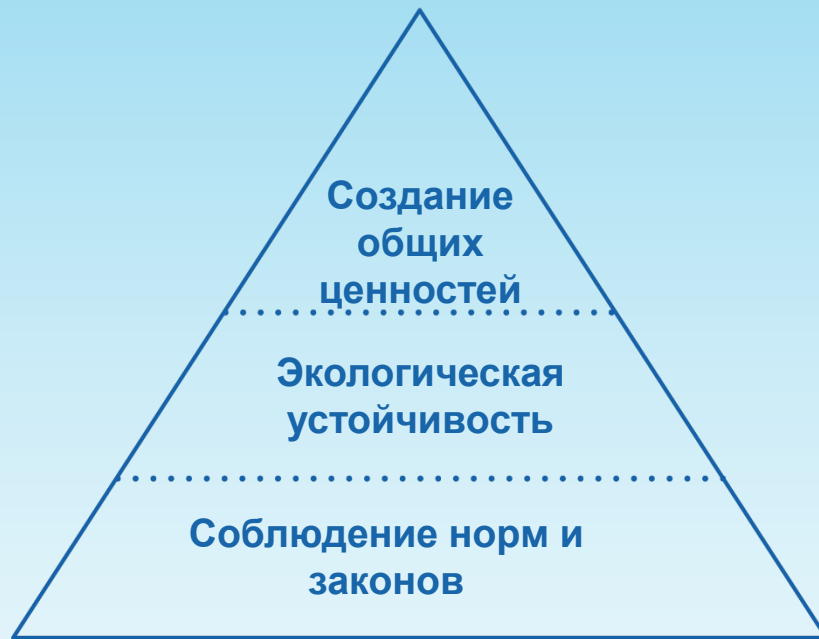 Создание
общих
ценностей
Экологическая
устойчивость
Соблюдение норм и
законов